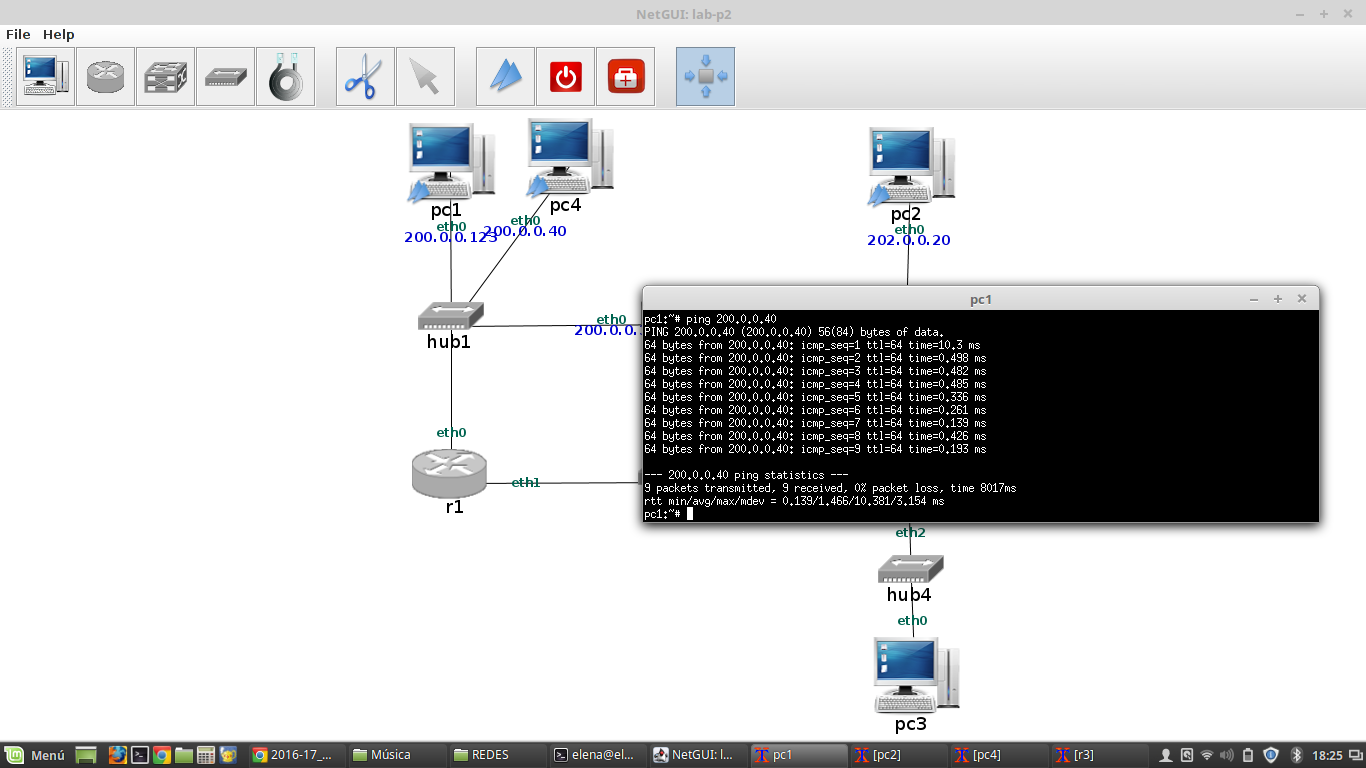 NetGUI: lab-p2
File Help
pc1
pc4
pc2
eth0
eth0
eth0
200.0.0.123
200.0.0.40
202.0.0.20
hub1
eth0
200.0.0.
pc1
pc1:~# ping 200.0.0.40
PING 200.0.0.40 (200.0.0.40) 56(84) bytes of data.
64 bytes from 200.0.0.40: icmp_seq=1 ttl=64 time=10.3 ms
64 bytes from 200.0.0.40: icmp_seq=2 ttl=64 time=0.498 ms
64 bytes from 200.0.0.40: icmp_seq=3 ttl=64 time=0.482 ms
64 bytes from 200.0.0.40: icmp_seq=4 ttl=64 time=0.485 ms
64 bytes from 200.0.0.40: icmp_seq=5 ttl=64 time=0.336 ms
64 bytes from 200.0.0.40: icmp_seq=6 ttl=64 time=0.261 ms
64 bytes from 200.0.0.40: icmp_seq=7 ttl=64 time=0.139 ms
64 bytes from 200.0.0.40: icmp_seq=8 ttl=64 time=0.426 ms
64 bytes from 200.0.0.40: icmp_seq=9 ttl=64 time=0.193 ms
--- 200.0.0.40 ping statistics ---
9 packets transmitted, 9 received, 0% packet loss, time 8017ms
rtt min/avg/max/mdev = 0.139/1.466/10.381/3.154 ms
pc1:~#
eth0
eth1
r1
eth2
hub4
eth0
pc3
Menú 2016-17_... Música REDES elena@el... NetGUI: l... pc1 [pc2] [pc4] [r3] 18:25